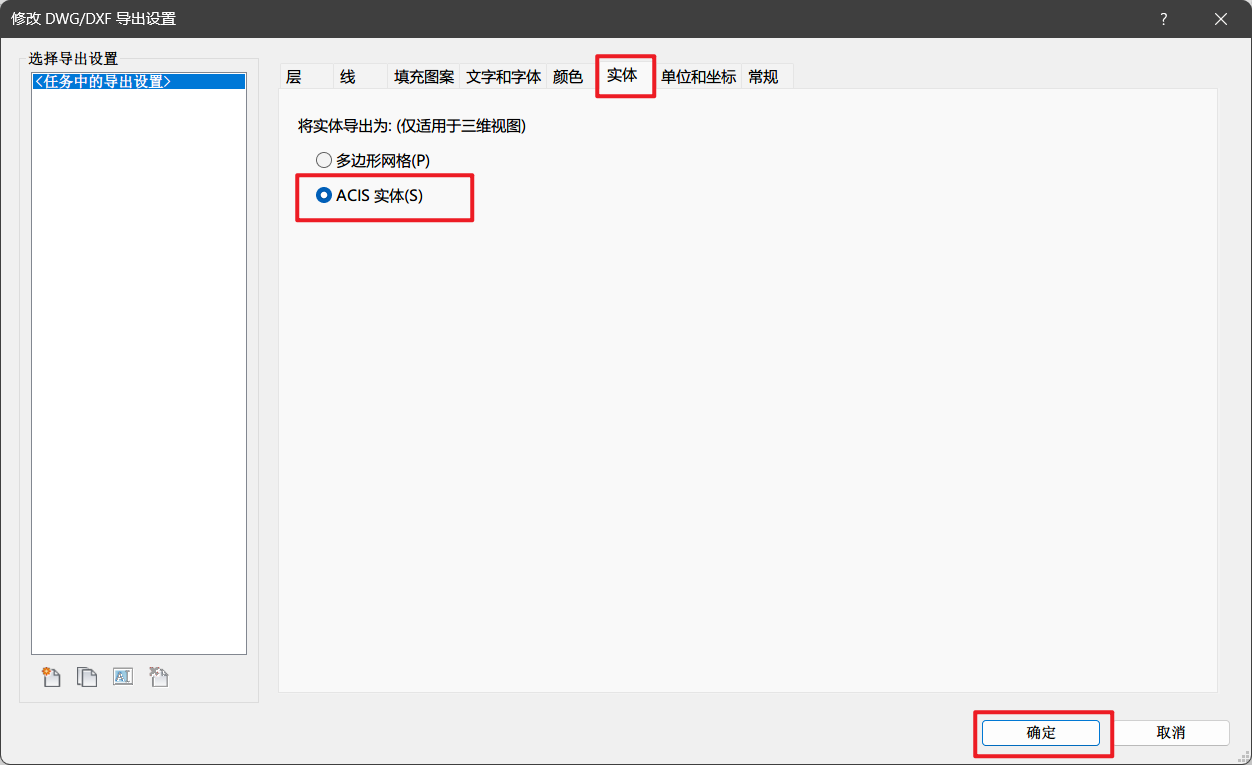 修改 DWG/DXF 导出设置
选择导出设置
<任务中的导出设置>
层 线 填充图案 文字和字体 颜色 实体 单位和坐标 常规
将实体导出为: (仅适用于三维视图)
多边形网格(P)
ACIS 实体(S)
确定 取消